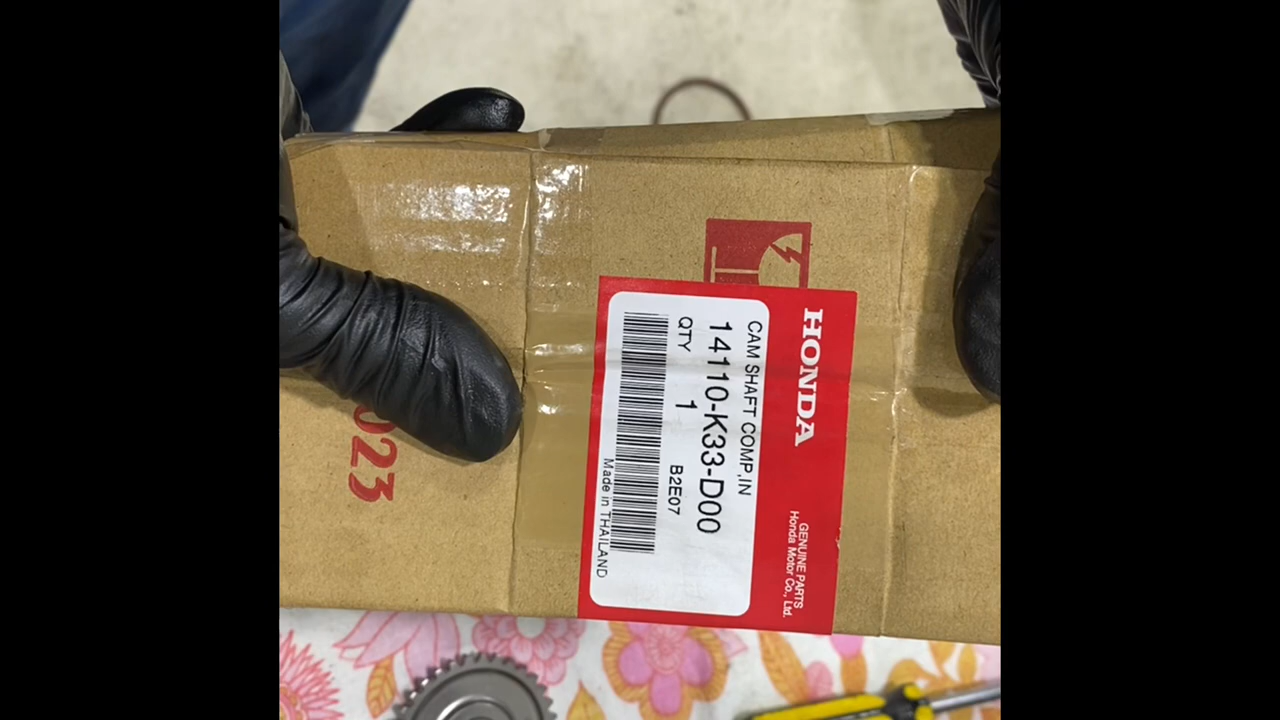 HONDA
GENUINE PARTS
Honda Motor Co., Ltd.
CAM SHAFT COMP,IN
14110-K33-D00
QTY 1 B2E07
Made in THAILAND
023